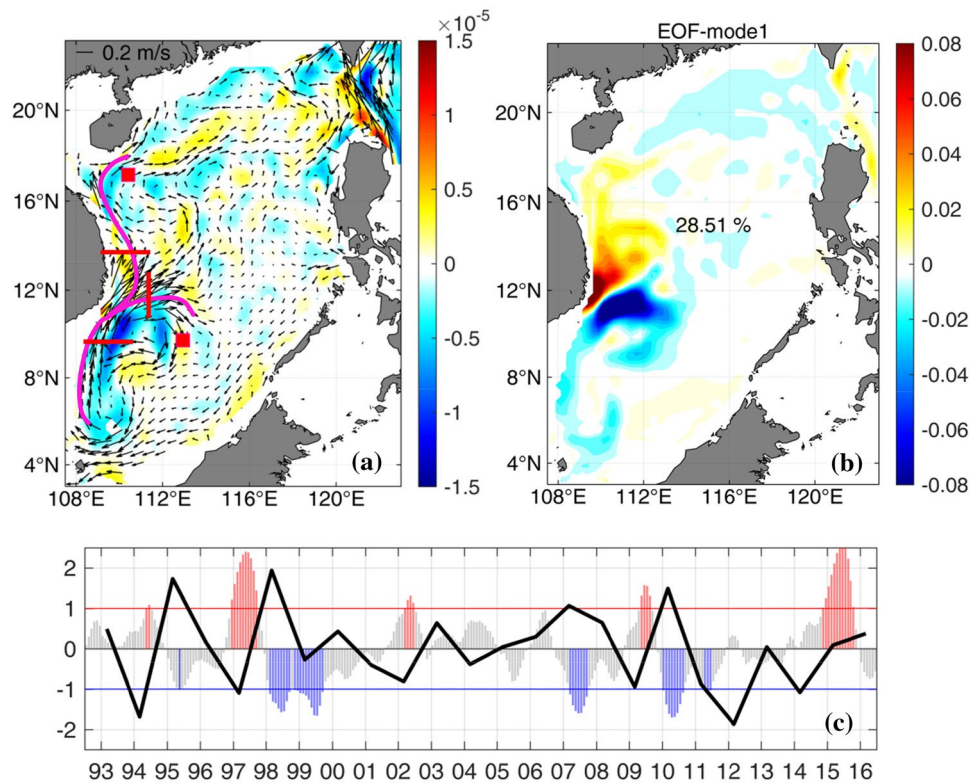 ×10⁻⁵
EOF-mode1
0.2 m/s
1.5
0.08
20°N
1
0.06
20°N
0.04
16°N
0.5
16°N
28.51 %
0.02
12°N
0
12°N
0
-0.02
-0.5
8°N
8°N
-0.04
-1
-0.06
4°N
(a)
4°N
(b)
-1.5
-0.08
108°E 112°E 116°E 120°E
108°E 112°E 116°E 120°E
2
1
0
-1
-2
(c)
93 94 95 96 97 98 99 00 01 02 03 04 05 06 07 08 09 10 11 12 13 14 15 16